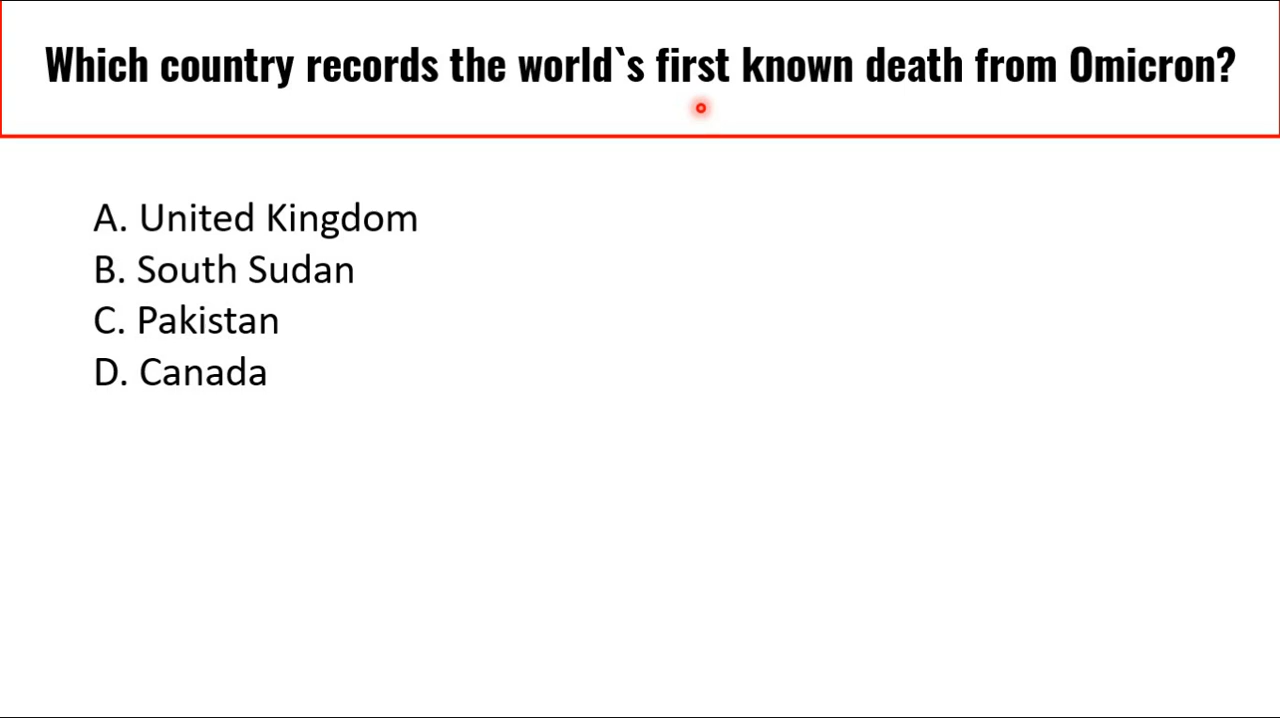 Which country records the world`s first known death from Omicron?
A. United Kingdom
B. South Sudan
C. Pakistan
D. Canada